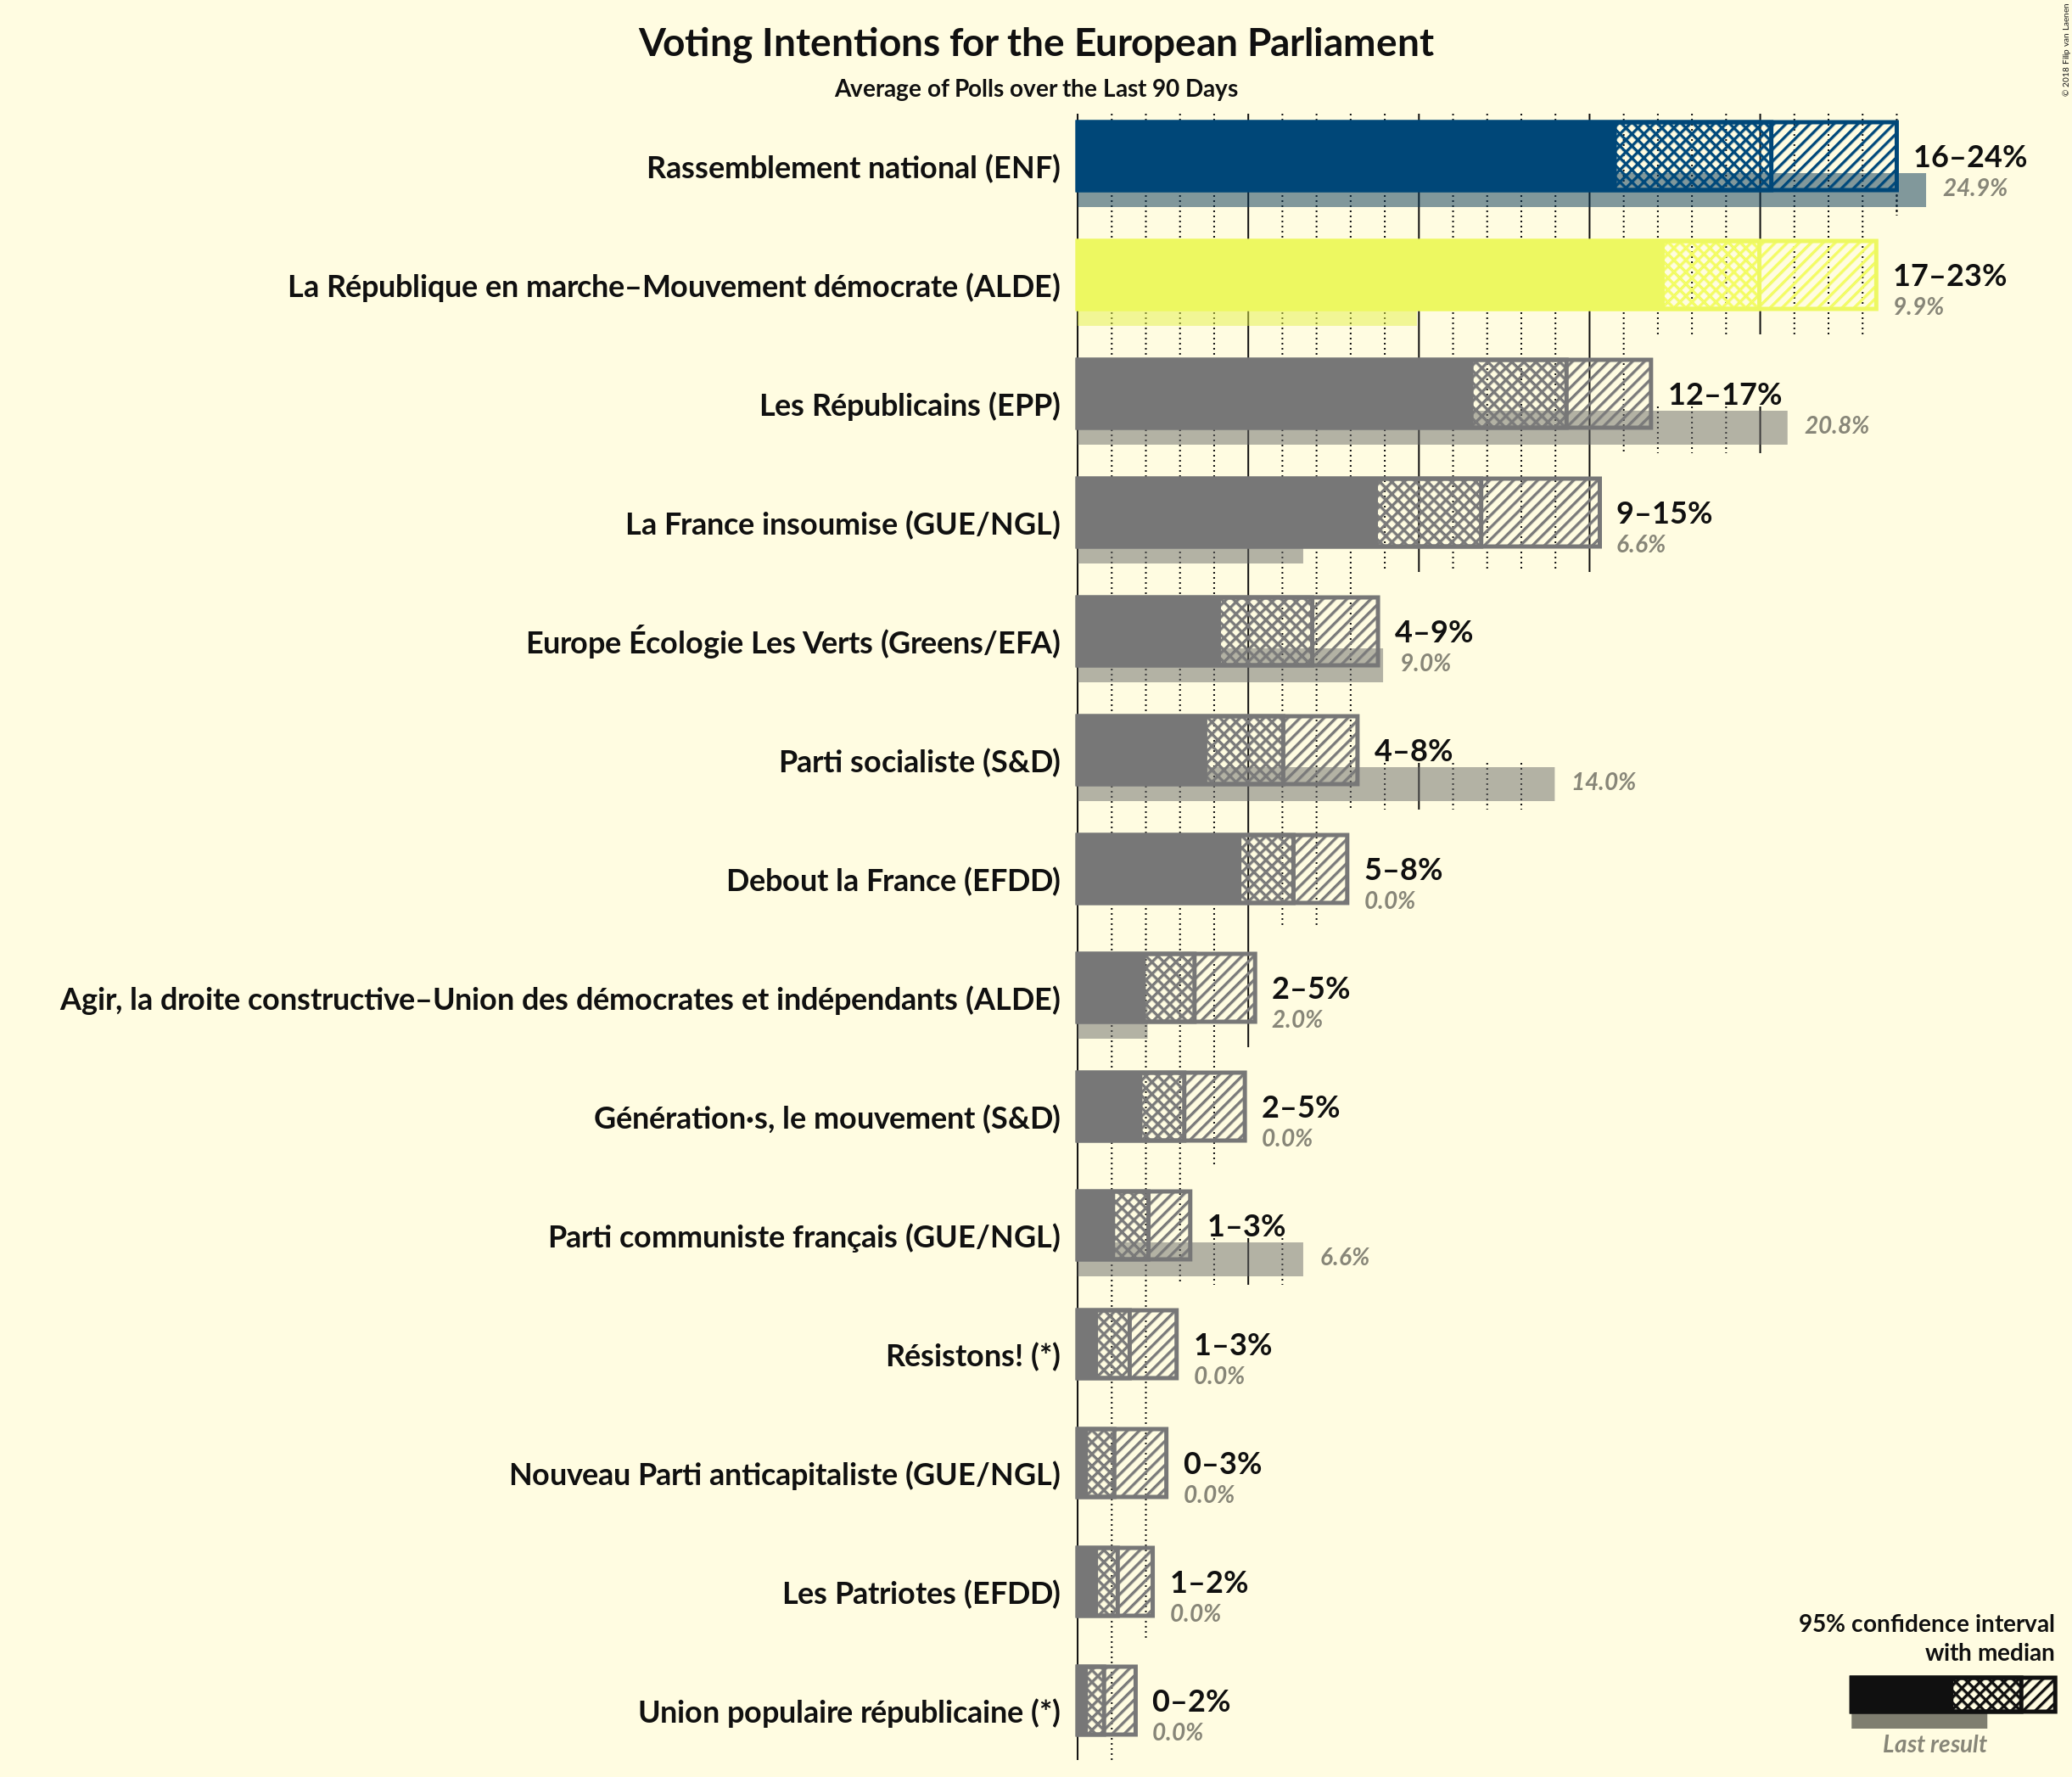 Voting Intentions for the European Parliament
Average of Polls over the Last 90 Days
© 2018 Filip van Laenen
Rassemblement national (ENF)
16–24%
24.9%
La République en marche–Mouvement démocrate (ALDE)
17–23%
9.9%
Les Républicains (EPP)
12–17%
20.8%
La France insoumise (GUE/NGL)
9–15%
6.6%
Europe Écologie Les Verts (Greens/EFA)
4–9%
9.0%
Parti socialiste (S&D)
4–8%
14.0%
Debout la France (EFDD)
5–8%
0.0%
Agir, la droite constructive–Union des démocrates et indépendants (ALDE)
2–5%
2.0%
Génération·s, le mouvement (S&D)
2–5%
0.0%
Parti communiste français (GUE/NGL)
1–3%
6.6%
Résistons! (*)
1–3%
0.0%
Nouveau Parti anticapitaliste (GUE/NGL)
0–3%
0.0%
Les Patriotes (EFDD)
1–2%
0.0%
Union populaire républicaine (*)
0–2%
0.0%
95% confidence interval
with median
Last result